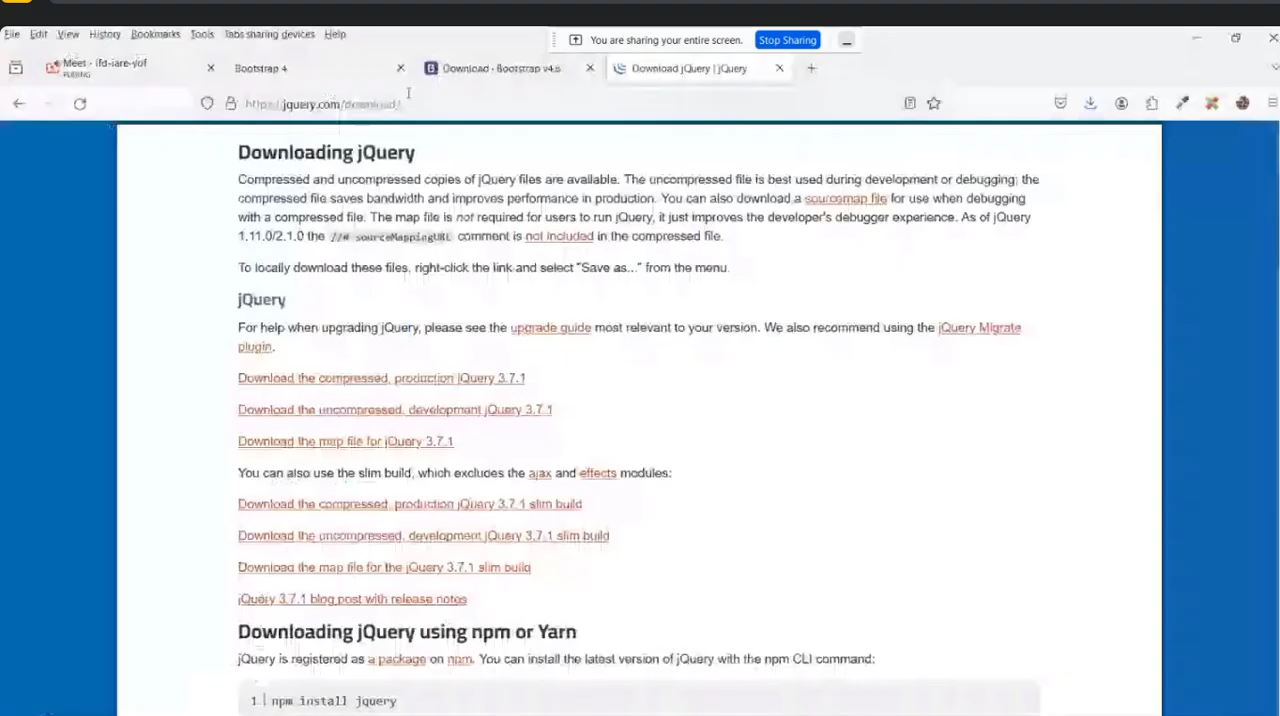 File Edit View History Bookmarks Tools Tabs sharing devices Help
You are sharing your entire screen. Stop Sharing
Meet - ifd-iare-yof
Bootstrap 4
Download · Bootstrap v4.6
Download jQuery | jQuery
https://jquery.com/download/
Downloading jQuery
Compressed and uncompressed copies of jQuery files are available. The uncompressed file is best used during development or debugging; the
compressed file saves bandwidth and improves performance in production. You can also download a sourcemap file for use when debugging
with a compressed file. The map file is not required for users to run jQuery, it just improves the developer's debugger experience. As of jQuery
1.11.0/2.1.0 the //# sourceMappingURL comment is not included in the compressed file.
To locally download these files, right-click the link and select "Save as..." from the menu.
jQuery
For help when upgrading jQuery, please see the upgrade guide most relevant to your version. We also recommend using the jQuery Migrate
plugin.
Download the compressed, production jQuery 3.7.1
Download the uncompressed, development jQuery 3.7.1
Download the map file for jQuery 3.7.1
You can also use the slim build, which excludes the ajax and effects modules:
Download the compressed, production jQuery 3.7.1 slim build
Download the uncompressed, development jQuery 3.7.1 slim build
Download the map file for the jQuery 3.7.1 slim build
jQuery 3.7.1 blog post with release notes
Downloading jQuery using npm or Yarn
jQuery is registered as a package on npm. You can install the latest version of jQuery with the npm CLI command:
1 npm install jquery